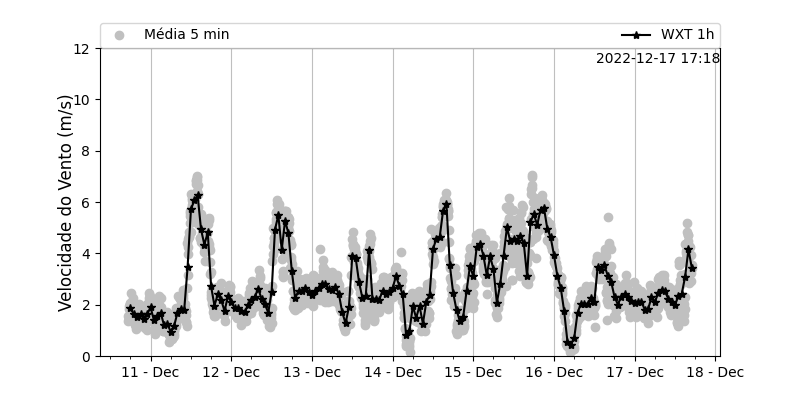 Média 5 min
WXT 1h
2022-12-17 17:18
Velocidade do Vento (m/s)
12
10
8
6
4
2
0
11 - Dec
12 - Dec
13 - Dec
14 - Dec
15 - Dec
16 - Dec
17 - Dec
18 - Dec